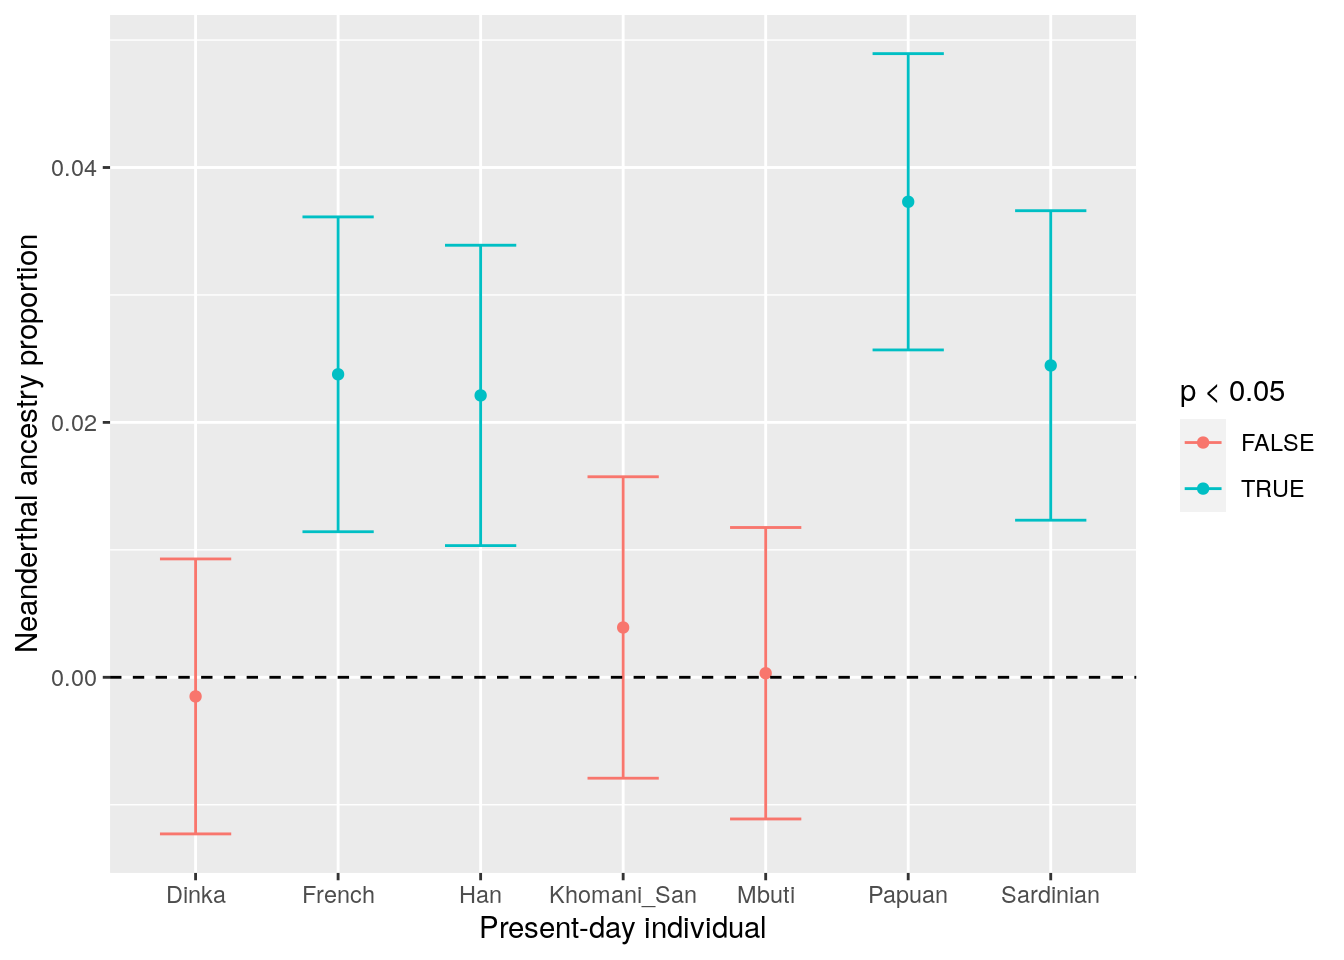 Neanderthal ancestry proportion
0.04
0.02
0.00
Dinka French Han Khomani_San Mbuti Papuan Sardinian
Present-day individual
p < 0.05
FALSE
TRUE